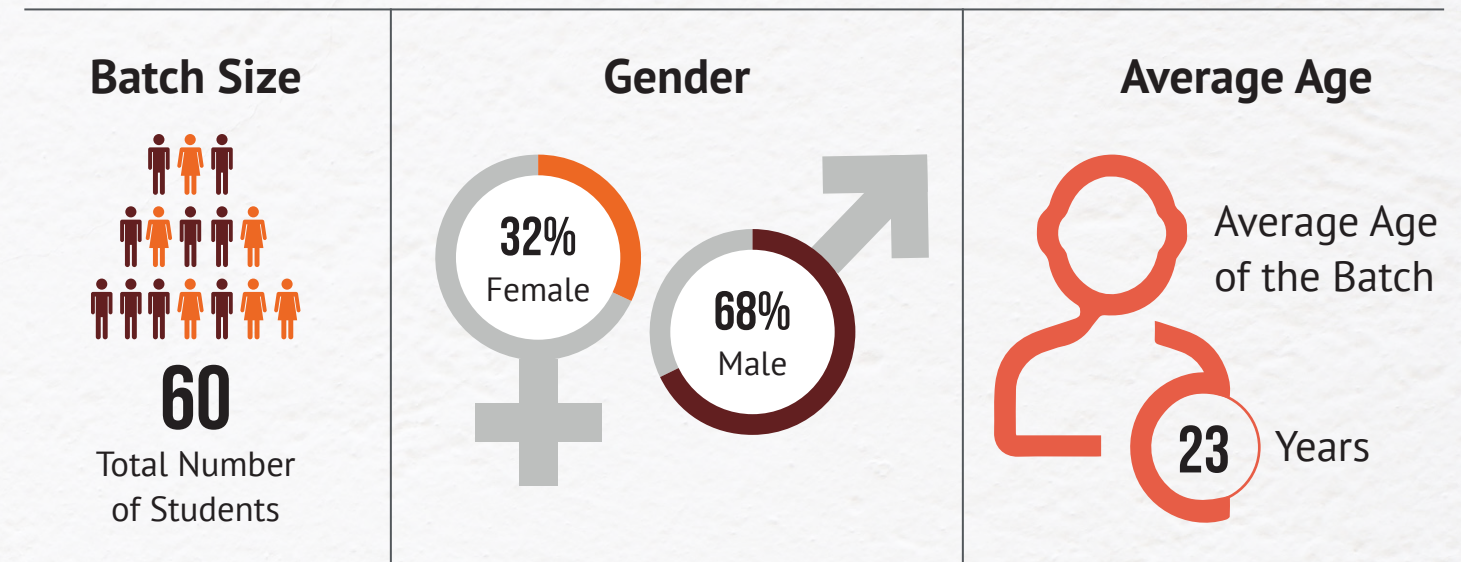 Batch Size
60
Total Number
of Students
Gender
32%
Female
68%
Male
Average Age
Average Age
of the Batch
23 Years